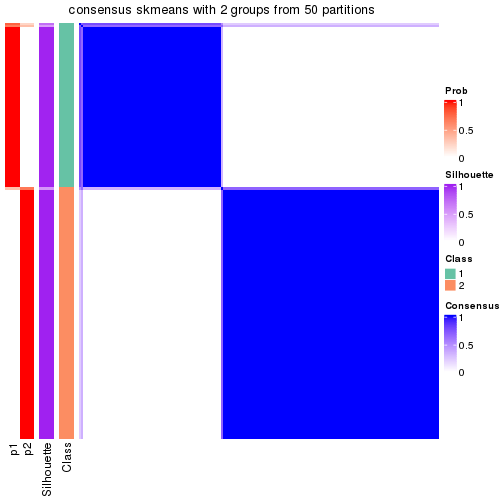 consensus skmeans with 2 groups from 50 partitions
Prob
1
0.5
0
Silhouette
1
0.5
0
Class
1
2
Consensus
1
0.5
0
p1
p2
Silhouette
Class